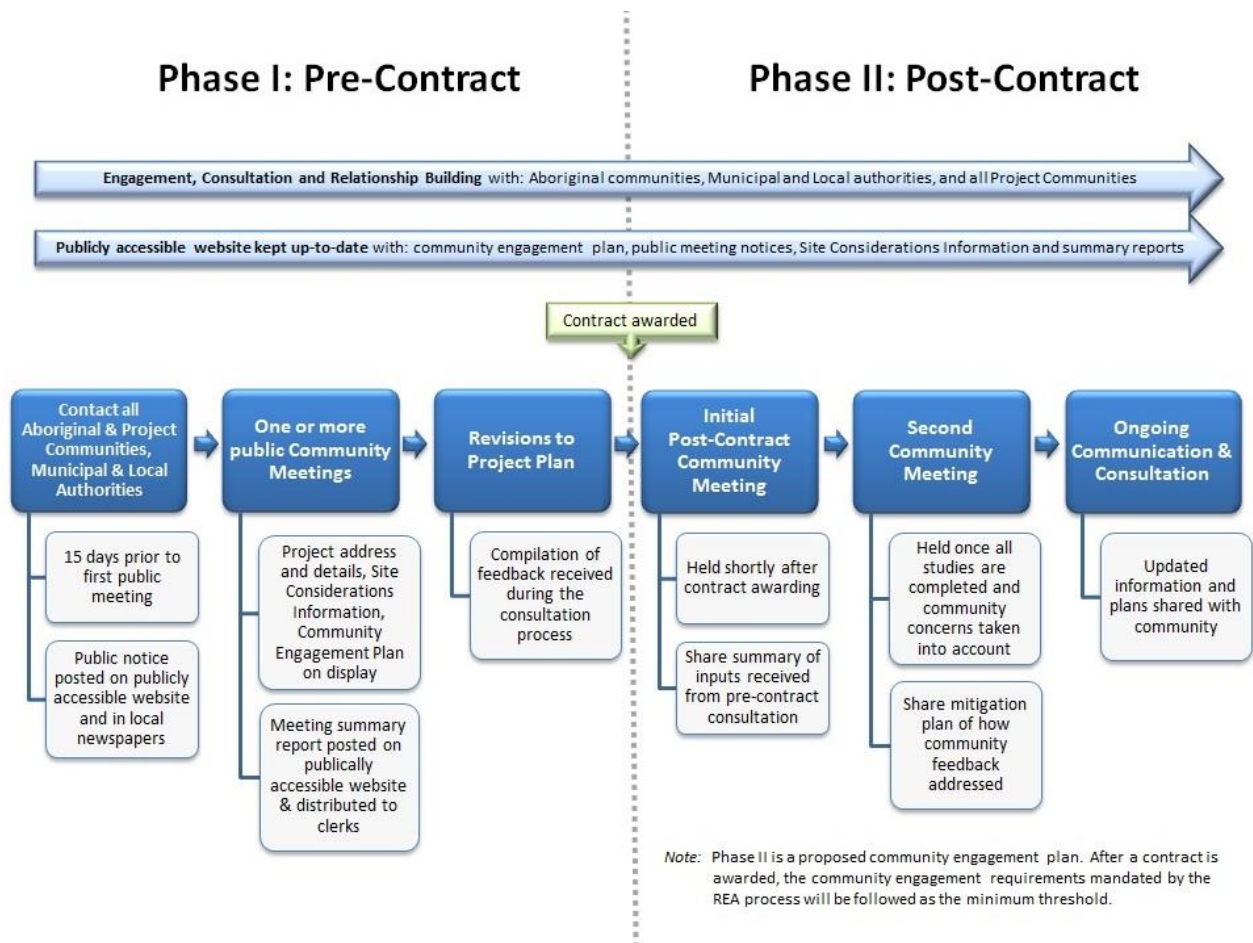 Phase I: Pre-Contract
Phase II: Post-Contract
Engagement, Consultation and Relationship Building with: Aboriginal communities, Municipal and Local authorities, and all Project Communities
Publicly accessible website kept up-to-date with: community engagement plan, public meeting notices, Site Considerations Information and summary reports
Contract awarded
Contact all
Aboriginal & Project
Communities,
Municipal & Local
Authorities
15 days prior to
first public
meeting
Public notice
posted on publicly
accessible website
and in local
newspapers
One or more
public Community
Meetings
Project address
and details, Site
Considerations
Information,
Community
Engagement Plan
on display
Meeting summary
report posted on
publically
accessible website
& distributed to
clerks
Revisions to
Project Plan
Compilation of
feedback received
during the
consultation
process
Initial
Post-Contract
Community
Meeting
Held shortly after
contract awarding
Share summary of
inputs received
from pre-contract
consultation
Second
Community
Meeting
Held once all
studies are
completed and
community
concerns taken
into account
Share mitigation
plan of how
community
feedback
addressed
Ongoing
Communication &
Consultation
Updated
information and
plans shared with
community
Note: Phase II is a proposed community engagement plan. After a contract is
awarded, the community engagement requirements mandated by the
REA process will be followed as the minimum threshold.